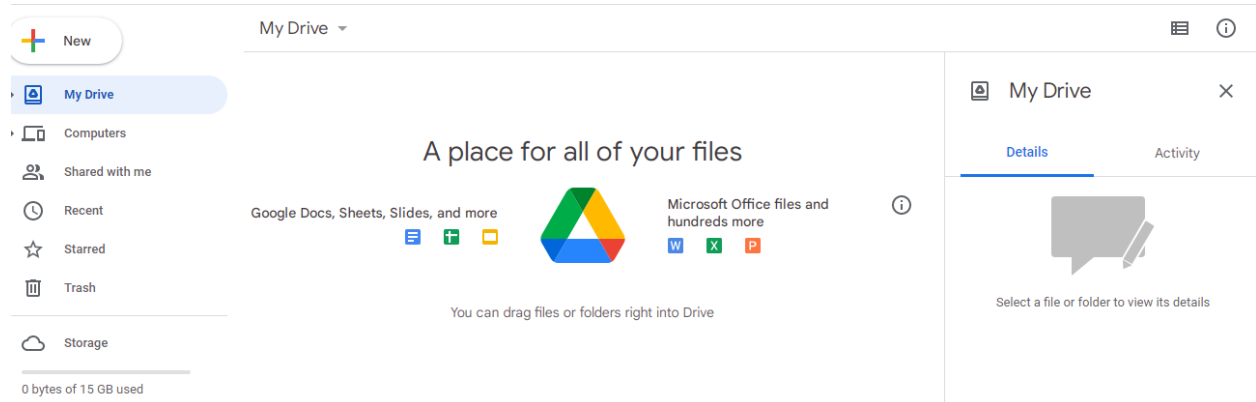 New
My Drive
Computers
Shared with me
Recent
Starred
Trash
Storage
0 bytes of 15 GB used
My Drive
A place for all of your files
Google Docs, Sheets, Slides, and more
Microsoft Office files and
hundreds more
W X P
You can drag files or folders right into Drive
My Drive
Details Activity
Select a file or folder to view its details